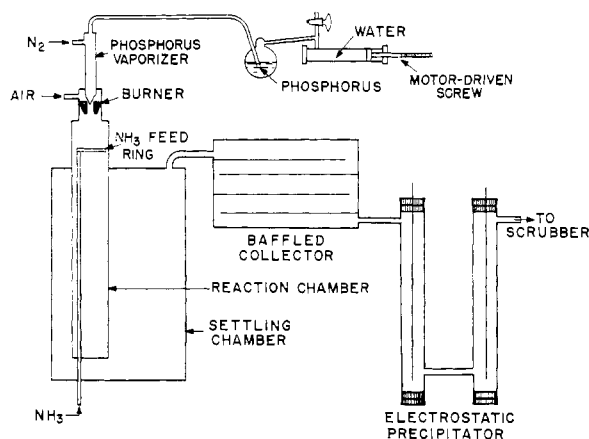 N₂
PHOSPHORUS
VAPORIZER
WATER
PHOSPHORUS
MOTOR-DRIVEN
SCREW
AIR
BURNER
NH₃ FEED
RING
BAFFLED
COLLECTOR
TO
SCRUBBER
REACTION CHAMBER
SETTLING
CHAMBER
NH₃
ELECTROSTATIC
PRECIPITATOR